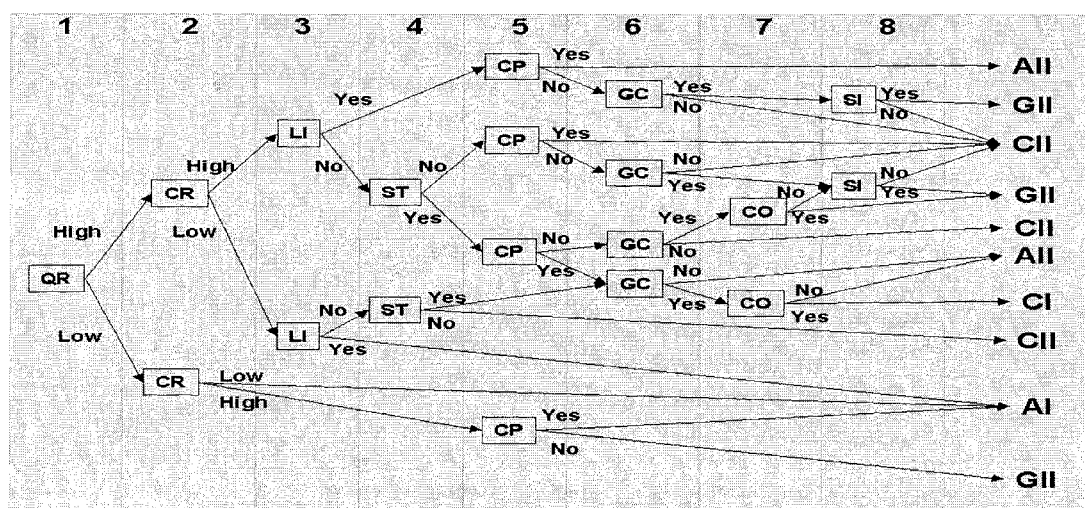 1 2 3 4 5 6 7 8
CP Yes AII
No GC Yes SI Yes GII
Yes No No
LI CP Yes CII
High No No No GC No No
CR ST Yes No SI Yes GII
Low Yes Yes CO Yes
High CP No GC No CII
QR Yes GC No AII
No ST Yes Yes CO No CI
Low LI No Yes CII
Yes
CR Low AI
High CP Yes
No
GII